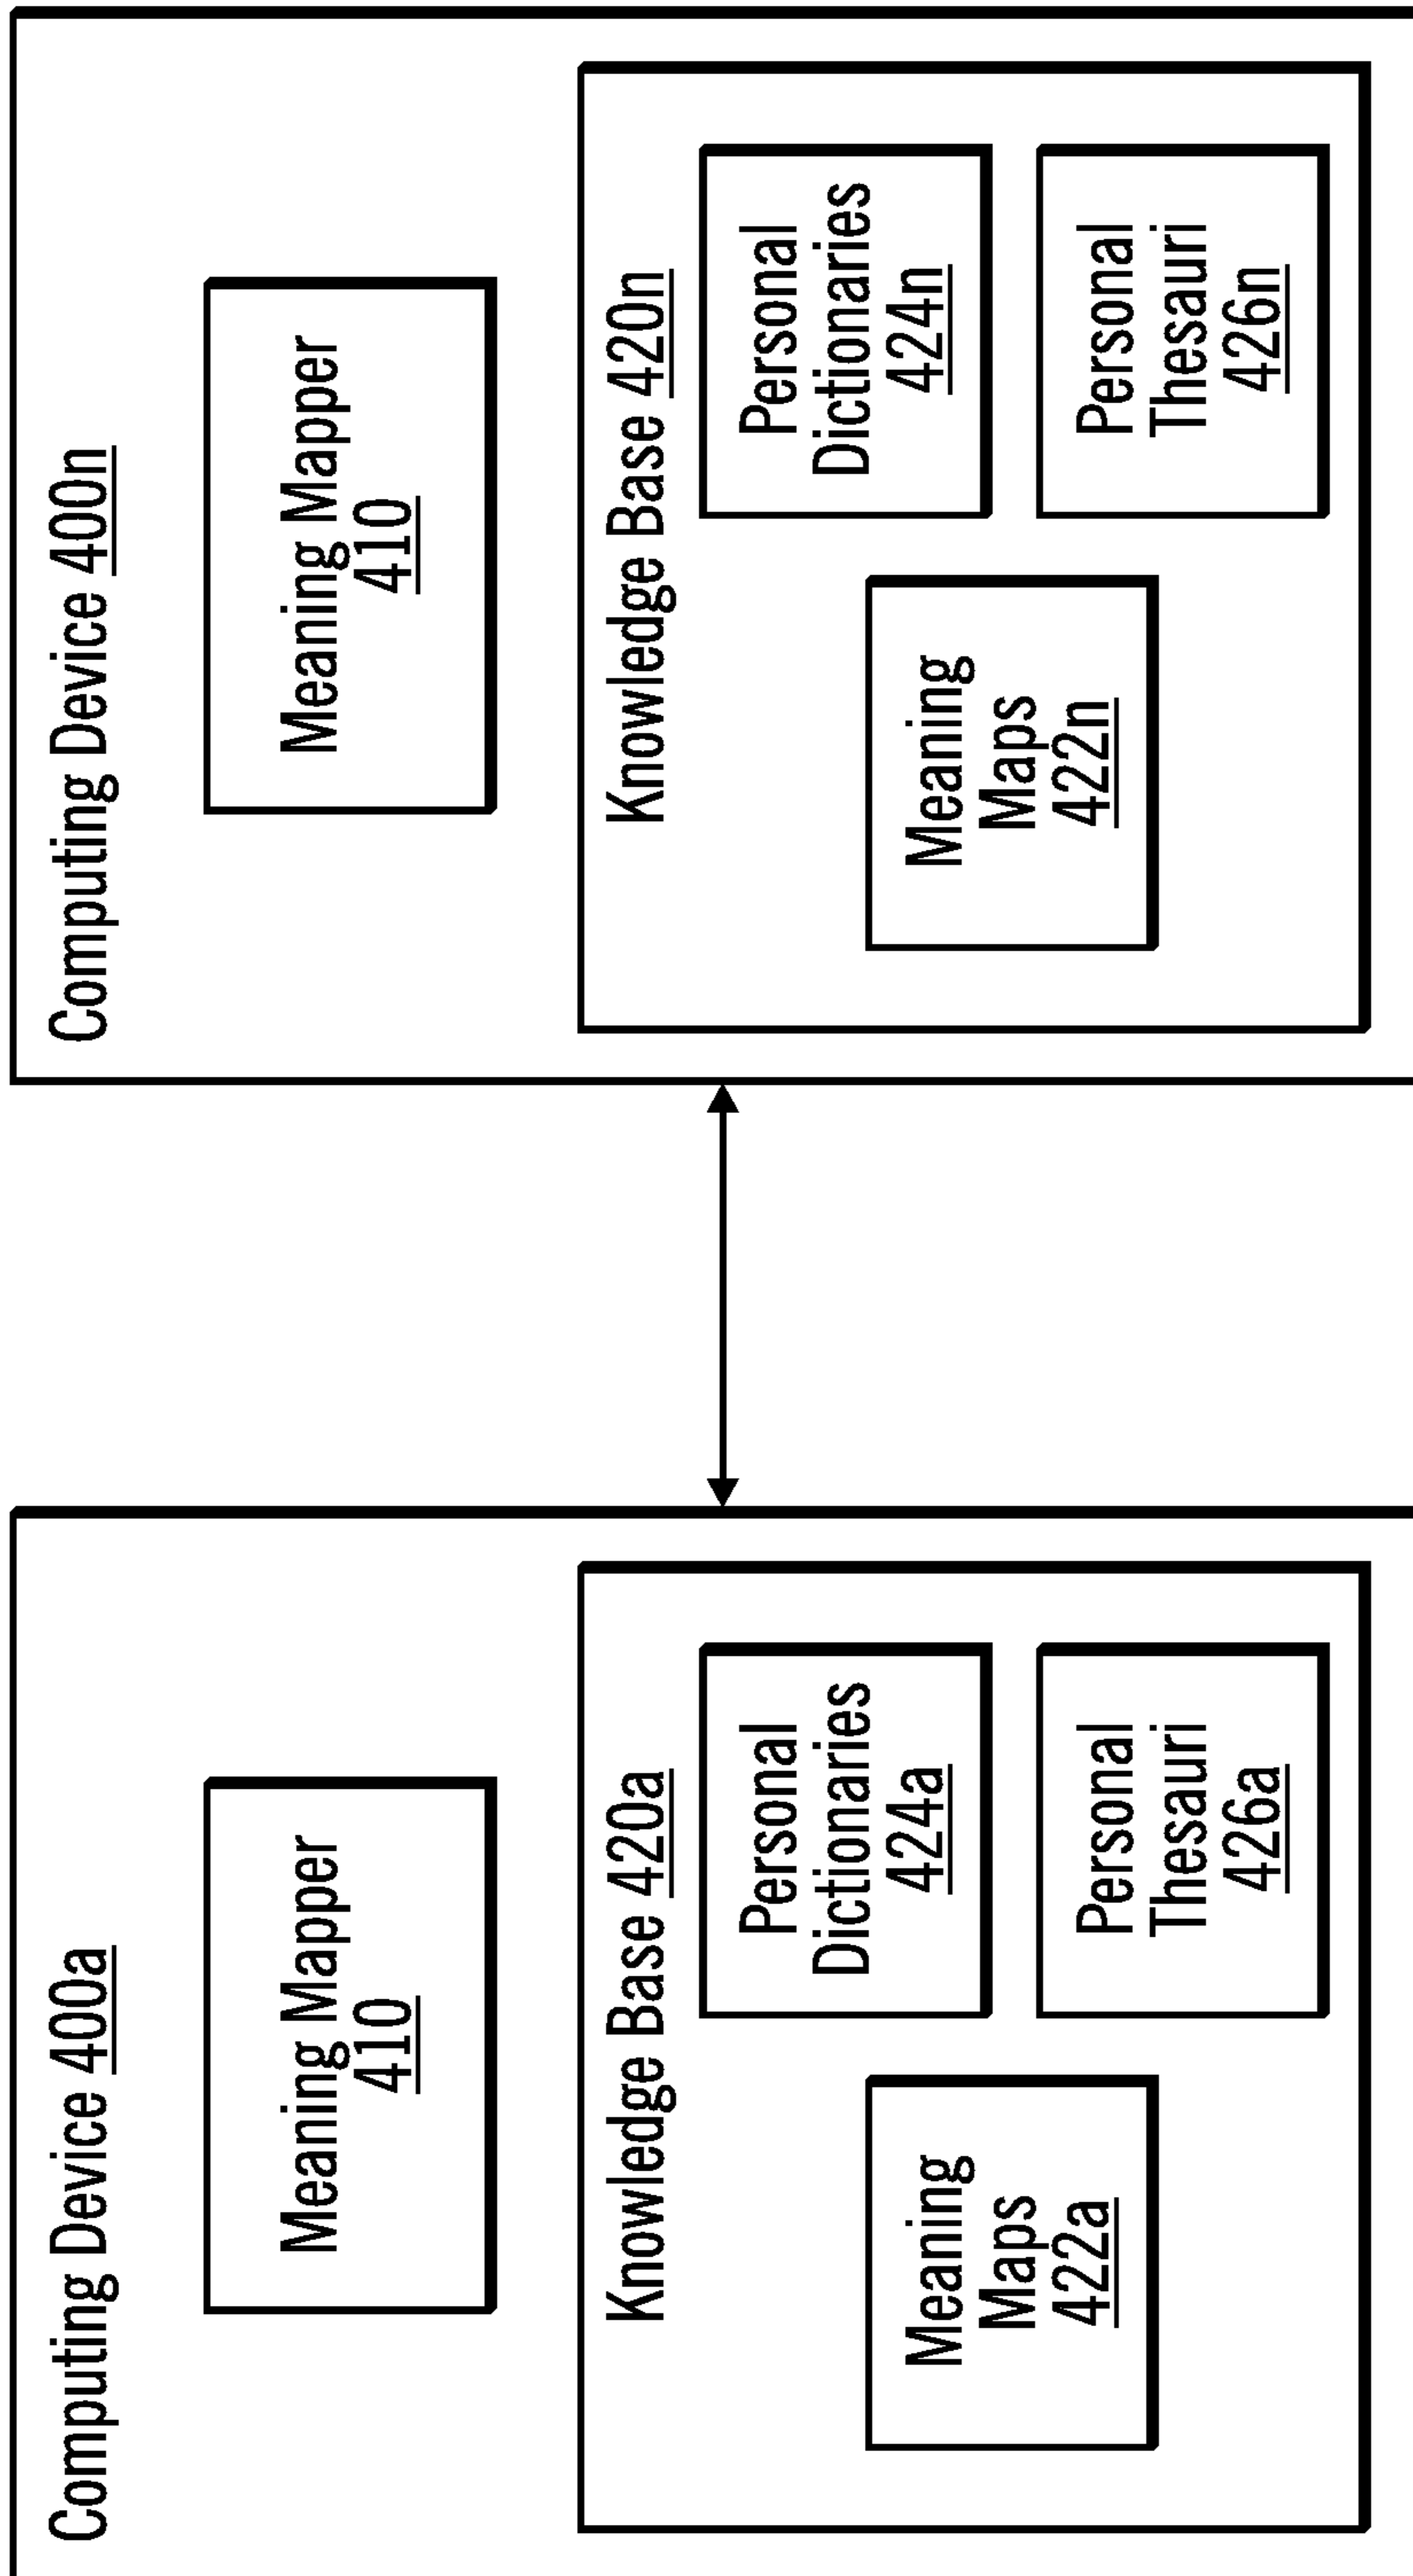 Computing Device 400a
Meaning Mapper
410
Knowledge Base 420a
Meaning
Maps
422a
Personal
Dictionaries
424a
Personal
Thesauri
426a
Computing Device 400n
Meaning Mapper
410
Knowledge Base 420n
Meaning
Maps
422n
Personal
Dictionaries
424n
Personal
Thesauri
426n